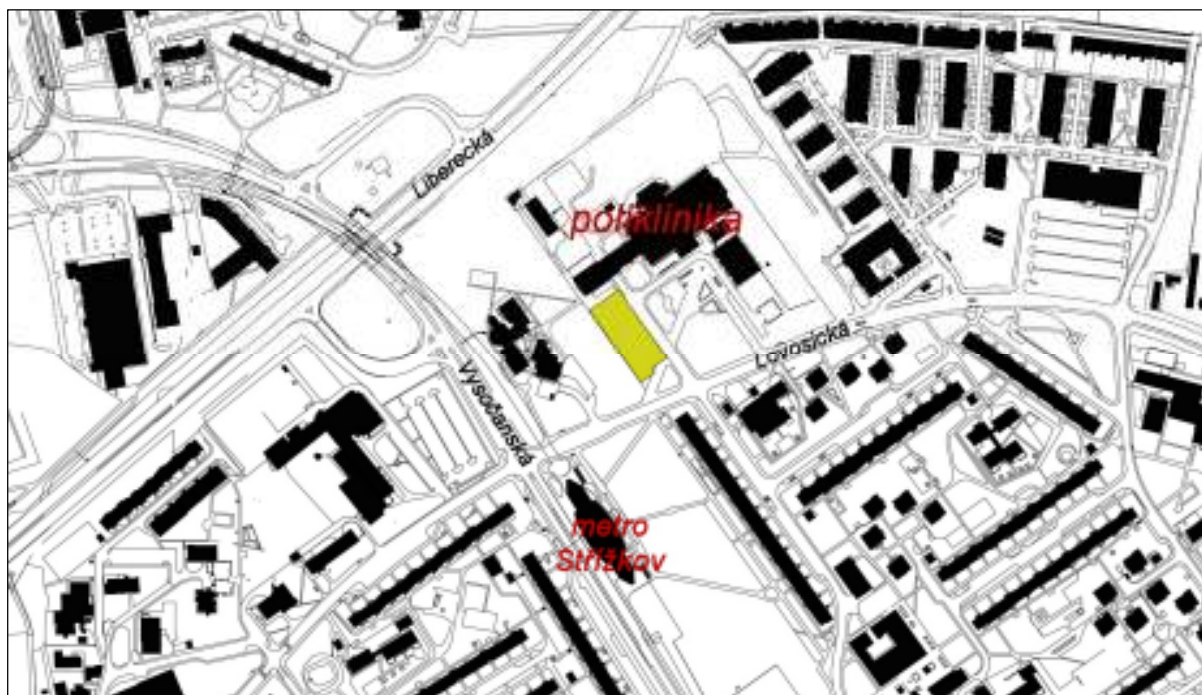 Liberecká
poliklinika
Lovosická
Vysočanská
metro
Střížkov